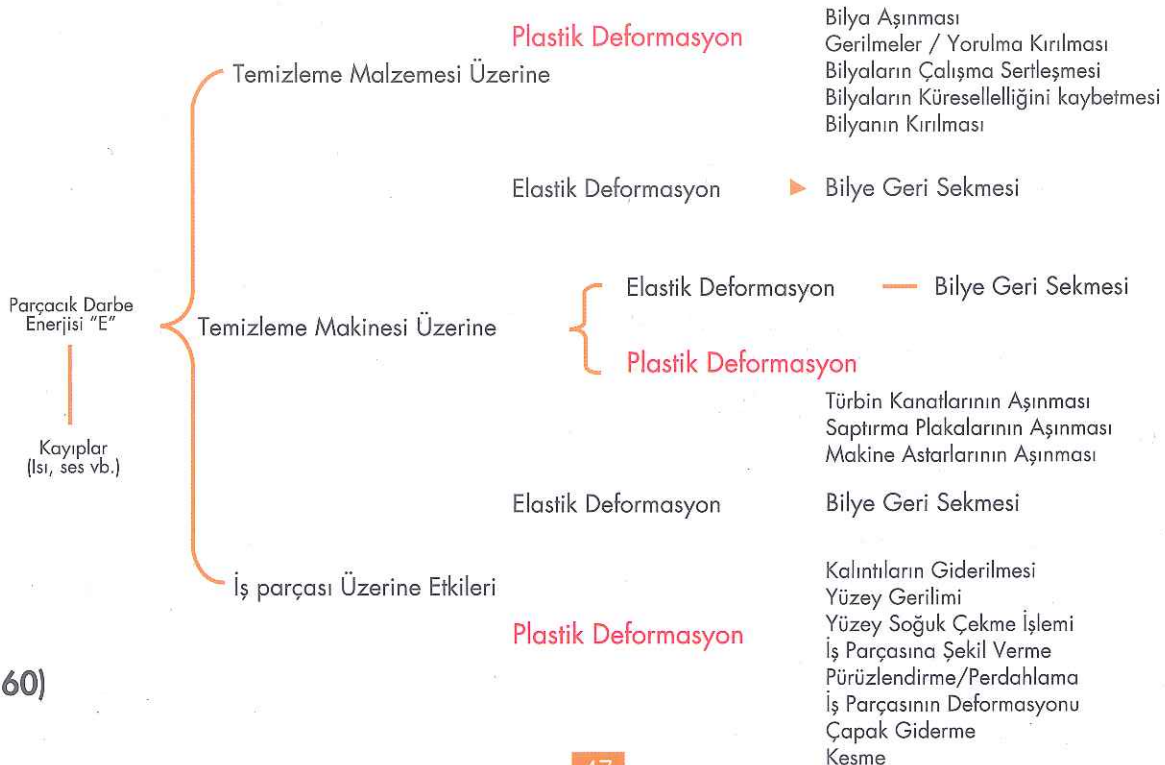 Plastik Deformasyon
Bilya Aşınması
Gerilmeler / Yorulma Kırılması
Bilyaların Çalışma Sertleşmesi
Bilyaların Küresellelliğini kaybetmesi
Bilyanın Kırılması
Temizleme Malzemesi Üzerine
Elastik Deformasyon
Bilye Geri Sekmesi
Parçacık Darbe
Enerjisi "E"
Kayıplar
(Isı, ses vb.)
Temizleme Makinesi Üzerine
Elastik Deformasyon
Bilye Geri Sekmesi
Plastik Deformasyon
Türbin Kanatlarının Aşınması
Saptırma Plakalarının Aşınması
Makine Astarlarının Aşınması
Elastik Deformasyon
Bilye Geri Sekmesi
İş parçası Üzerine Etkileri
Plastik Deformasyon
Kalıntıların Giderilmesi
Yüzey Gerilimi
Yüzey Soğuk Çekme İşlemi
İş Parçasına Şekil Verme
Pürüzlendirme/Perdahlama
İş Parçasının Deformasyonu
Çapak Giderme
Kesme
60)